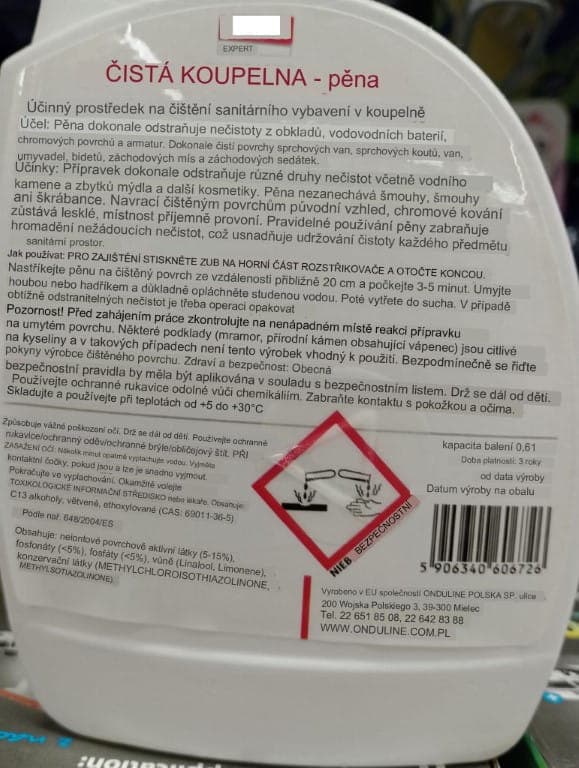 EXPERT
ČISTÁ KOUPELNA - pěna
Účinný prostředek na čištění sanitárního vybavení v koupelně
Účel: Pěna dokonale odstraňuje nečistoty z obkladů, vodovodních baterií,
chromových povrchů a armatur. Dokonale čistí povrchy sprchových van, sprchových koutů, van,
umyvadel, bidetů, záchodových mís a záchodových sedátek.
Účinky: Přípravek dokonale odstraňuje různé druhy nečistot včetně vodního
kamene a zbytků mýdla a další kosmetiky. Pěna nezanechává šmouhy, šmouhy
ani škrábance. Navrací čištěným povrchům původní vzhled, chromové kování
zůstává lesklé, místnost příjemně provoní. Pravidelné používání pěny zabraňuje
hromadění nežádoucích nečistot, což usnadňuje udržování čistoty každého předmětu
sanitární prostor.
Jak používat: PRO ZAJIŠTĚNÍ STISKNĚTE ZUB NA HORNÍ ČÁST ROZSTŘIKOVAČE A OTOČTE KONCOU.
Nastříkejte pěnu na čištěný povrch ze vzdálenosti přibližně 20 cm a počkejte 3-5 minut. Umyjte
houbou nebo hadříkem a důkladně opláchněte studenou vodou. Poté vytřete do sucha. V případě
obtížně odstranitelných nečistot je třeba operaci opakovat
Pozornost! Před zahájením práce zkontrolujte na nenápadném místě reakci přípravku
na umytém povrchu. Některé podklady (mramor, přírodní kámen obsahující vápenec) jsou citlivé
na kyseliny a v takových případech není tento výrobek vhodný k použití. Bezpodmínečně se řiďte
pokyny výrobce čištěného povrchu. Zdraví a bezpečnost: Obecná
bezpečnostní pravidla by měla být aplikována v souladu s bezpečnostním listem. Drž se dál od dětí.
Používejte ochranné rukavice odolné vůči chemikáliím. Zabraňte kontaktu s pokožkou a očima.
Skladujte a používejte při teplotách od +5 do +30°C
Způsobuje vážné poškození očí. Drž se dál od dětí. Používejte ochranné
rukavice/ochranný oděv/ochranné brýle/obličejový štít. PŘI
ZASAŽENÍ OČÍ: Několik minut opatrně vyplachujte vodou. Vyjměte
kontaktní čočky, pokud jsou a lze je snadno vyjmout.
Pokračujte ve vyplachování. Okamžitě volejte
TOXIKOLOGICKÉ INFORMAČNÍ STŘEDISKO nebo lékaře. Obsahuje:
C13 alkoholy, větvené, ethoxylované (CAS: 69011-36-5)
Podle nař. 648/2004/ES
Obsahuje: neiontové povrchově aktivní látky (5-15%),
fosfonáty (<5%), fosfáty (<5%), vůně (Linalool, Limonene),
konzervační látky (METHYLCHLOROISOTHIAZOLINONE,
METHYLSOTIAZOLINONE)
NIEB BEZPEČNOSTNÍ
kapacita balení 0,6l
Doba platnosti: 3 roky
od data výroby
Datum výroby na obalu
5 906340 606726
Vyrobeno v EU společností ONDULINE POLSKA SP. ulice
200 Wojska Polskiego 3, 39-300 Mielec
Tel. 22 651 85 08, 22 642 83 88
WWW.ONDULINE.COM.PL